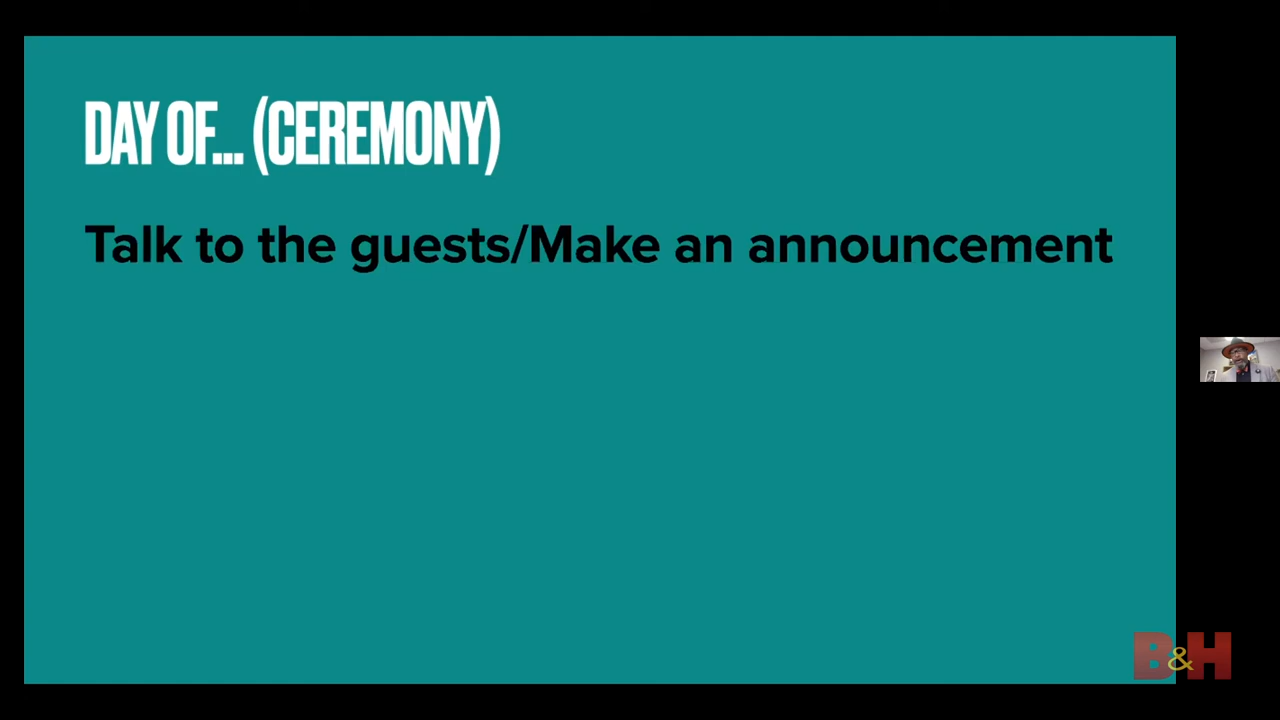 DAY OF... (CEREMONY)
Talk to the guests/Make an announcement
B&H